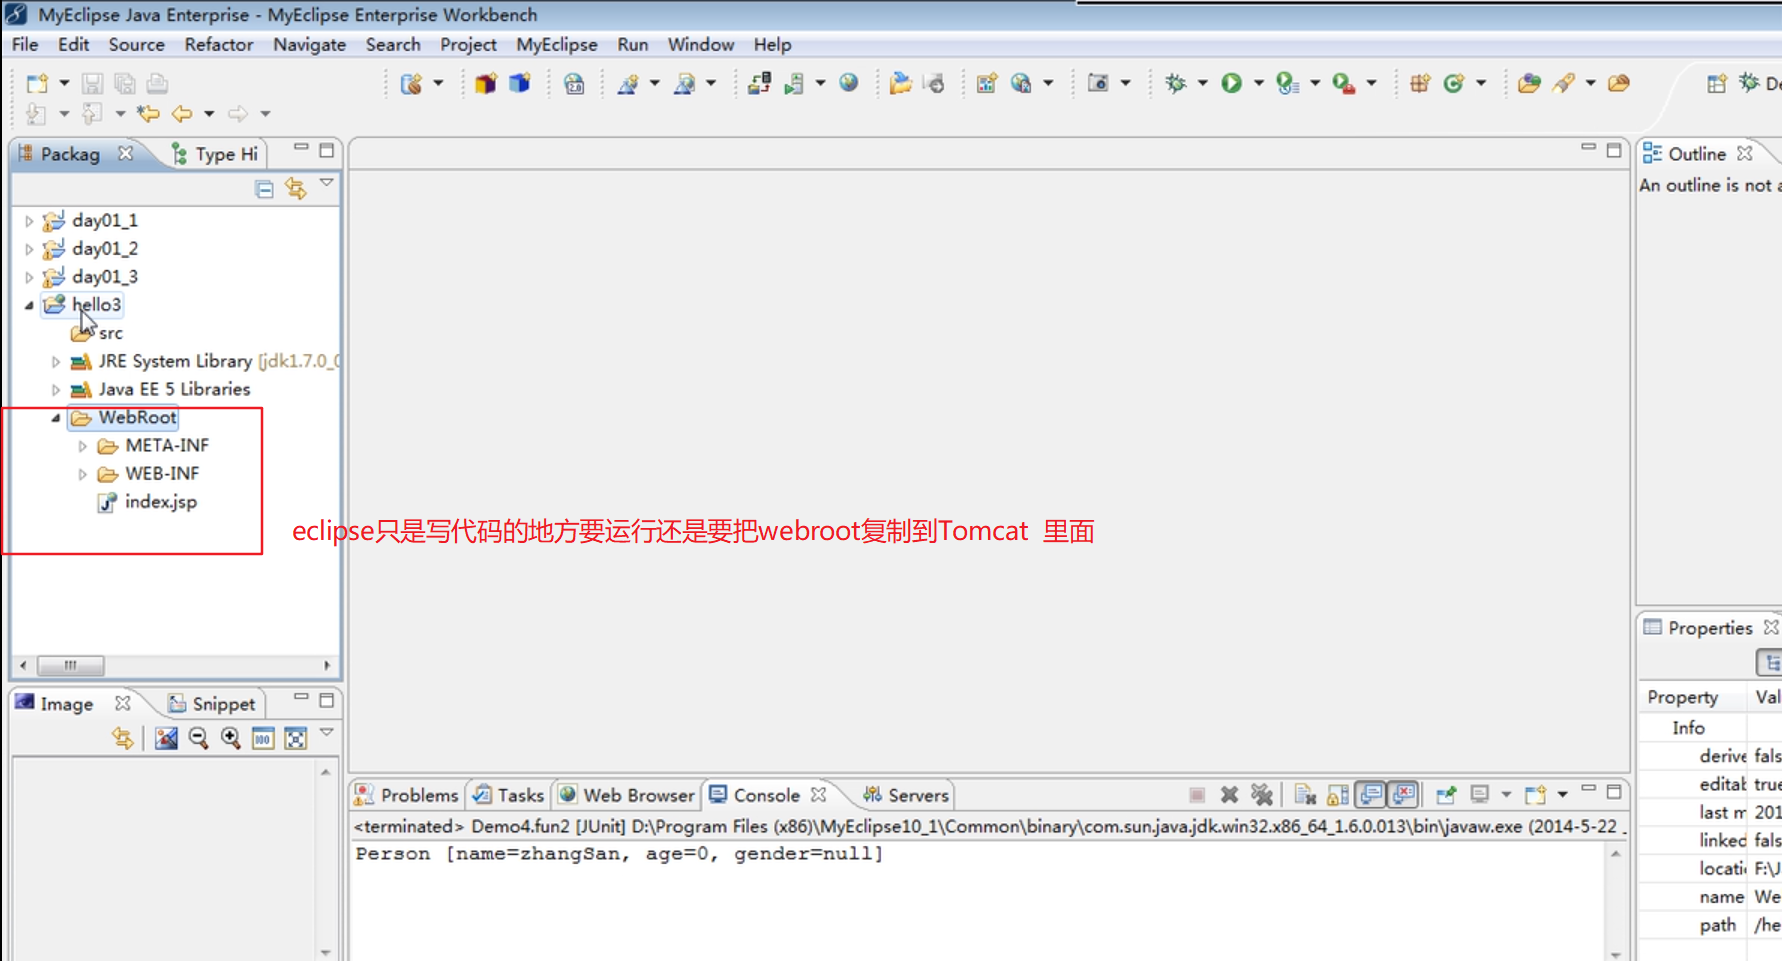 MyEclipse Java Enterprise - MyEclipse Enterprise Workbench
File Edit Source Refactor Navigate Search Project MyEclipse Run Window Help
Packag Type Hi
Outline
An outline is not a
day01_1
day01_2
day01_3
hello3
src
JRE System Library [jdk1.7.0_0
Java EE 5 Libraries
WebRoot
META-INF
WEB-INF
index.jsp
eclipse只是写代码的地方要运行还是要把webroot复制到Tomcat 里面
Properties
Property Val
Info
derive fals
editab true
last m 201
linked fals
locatio F:\J
name We
path /he
Image Snippet
Problems Tasks Web Browser Console Servers
<terminated> Demo4.fun2 [JUnit] D:\Program Files (x86)\MyEclipse10_1\Common\binary\com.sun.java.jdk.win32.x86_64_1.6.0.013\bin\javaw.exe (2014-5-22
Person [name=zhangSan, age=0, gender=null]